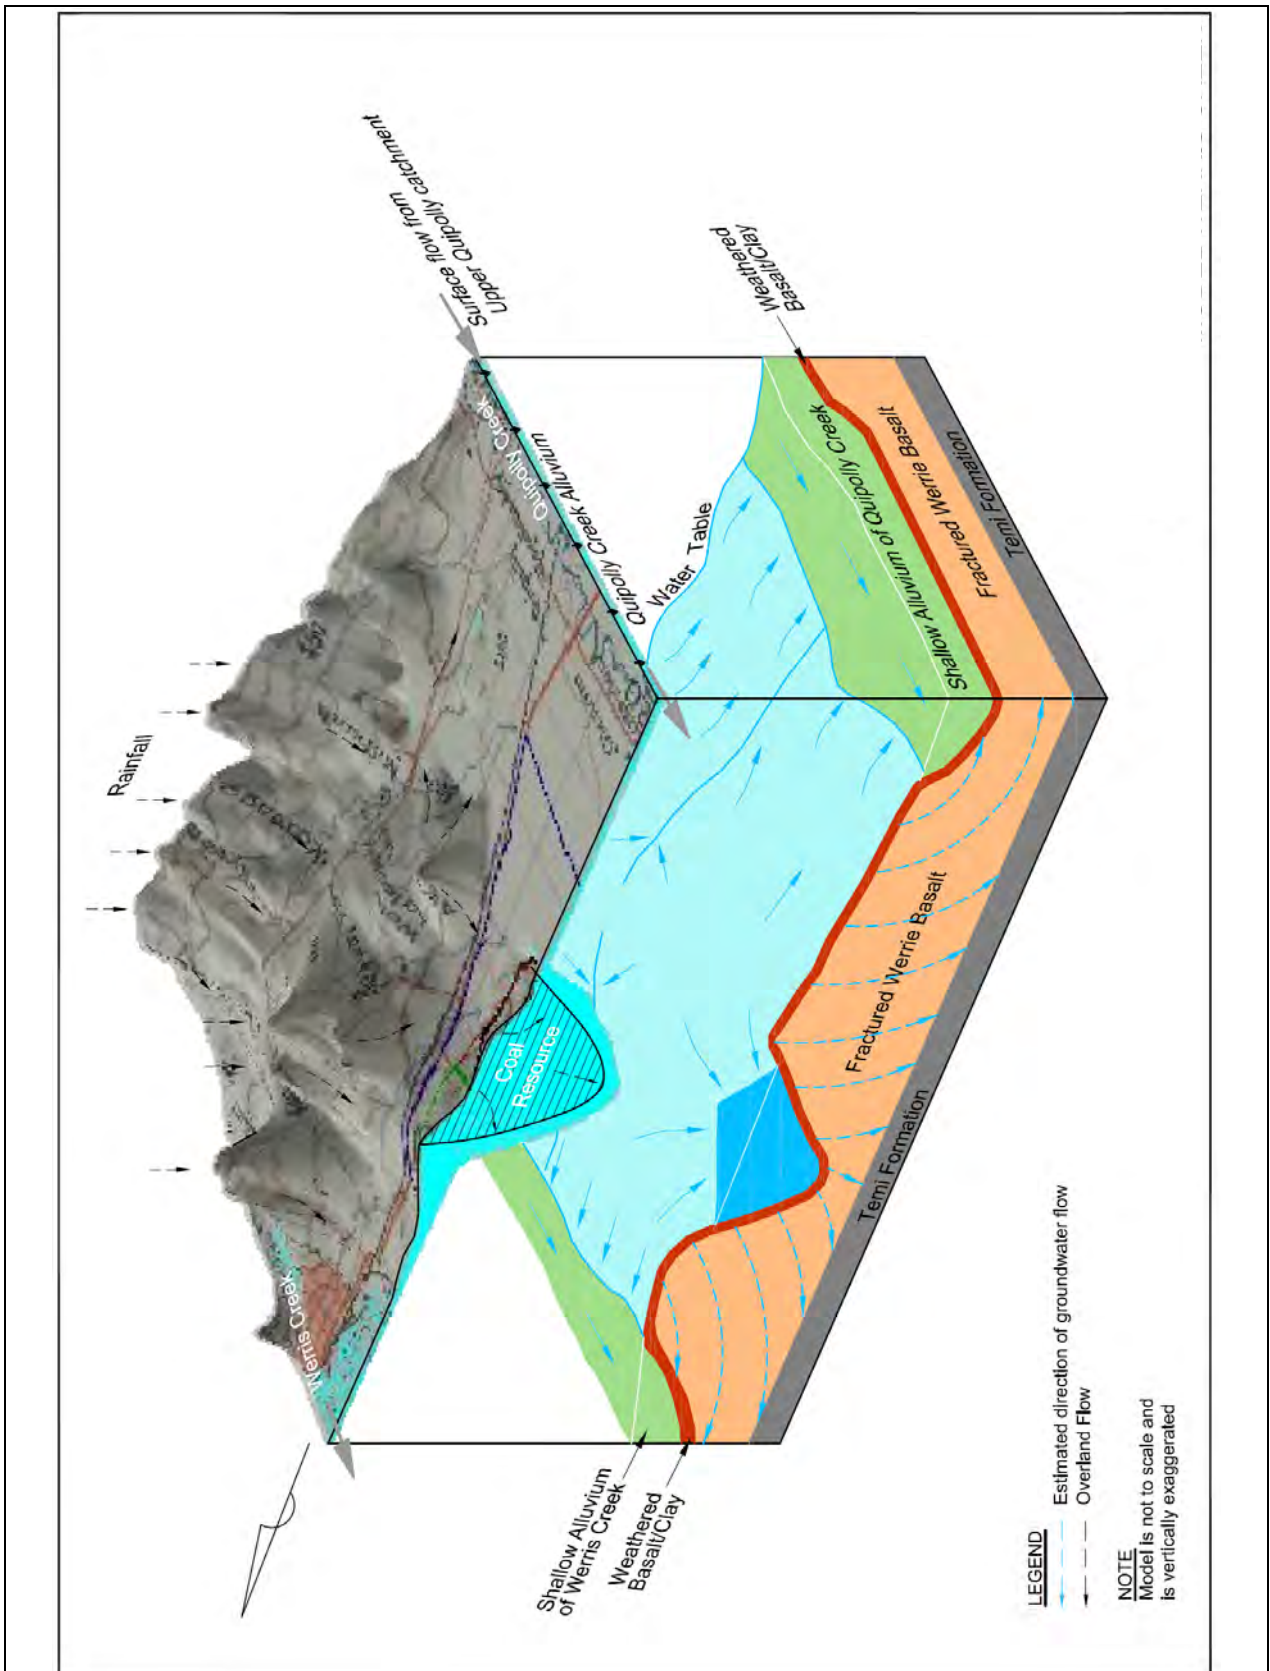 Surface flow from
Upper Quipolly catchment
Rainfall
Werris Creek
Quipolly Creek
Quipolly Creek Alluvium
Coal
Resource
Water Table
Weathered
Basalt/Clay
Shallow Alluvium of Quipolly Creek
Fractured Werrie Basalt
Temi Formation
Fractured Werrie Basalt
Temi Formation
Shallow Alluvium
of Werris Creek
Weathered
Basalt/Clay
LEGEND
Estimated direction of groundwater flow
Overland Flow
NOTE
Model is not to scale and
is vertically exaggerated